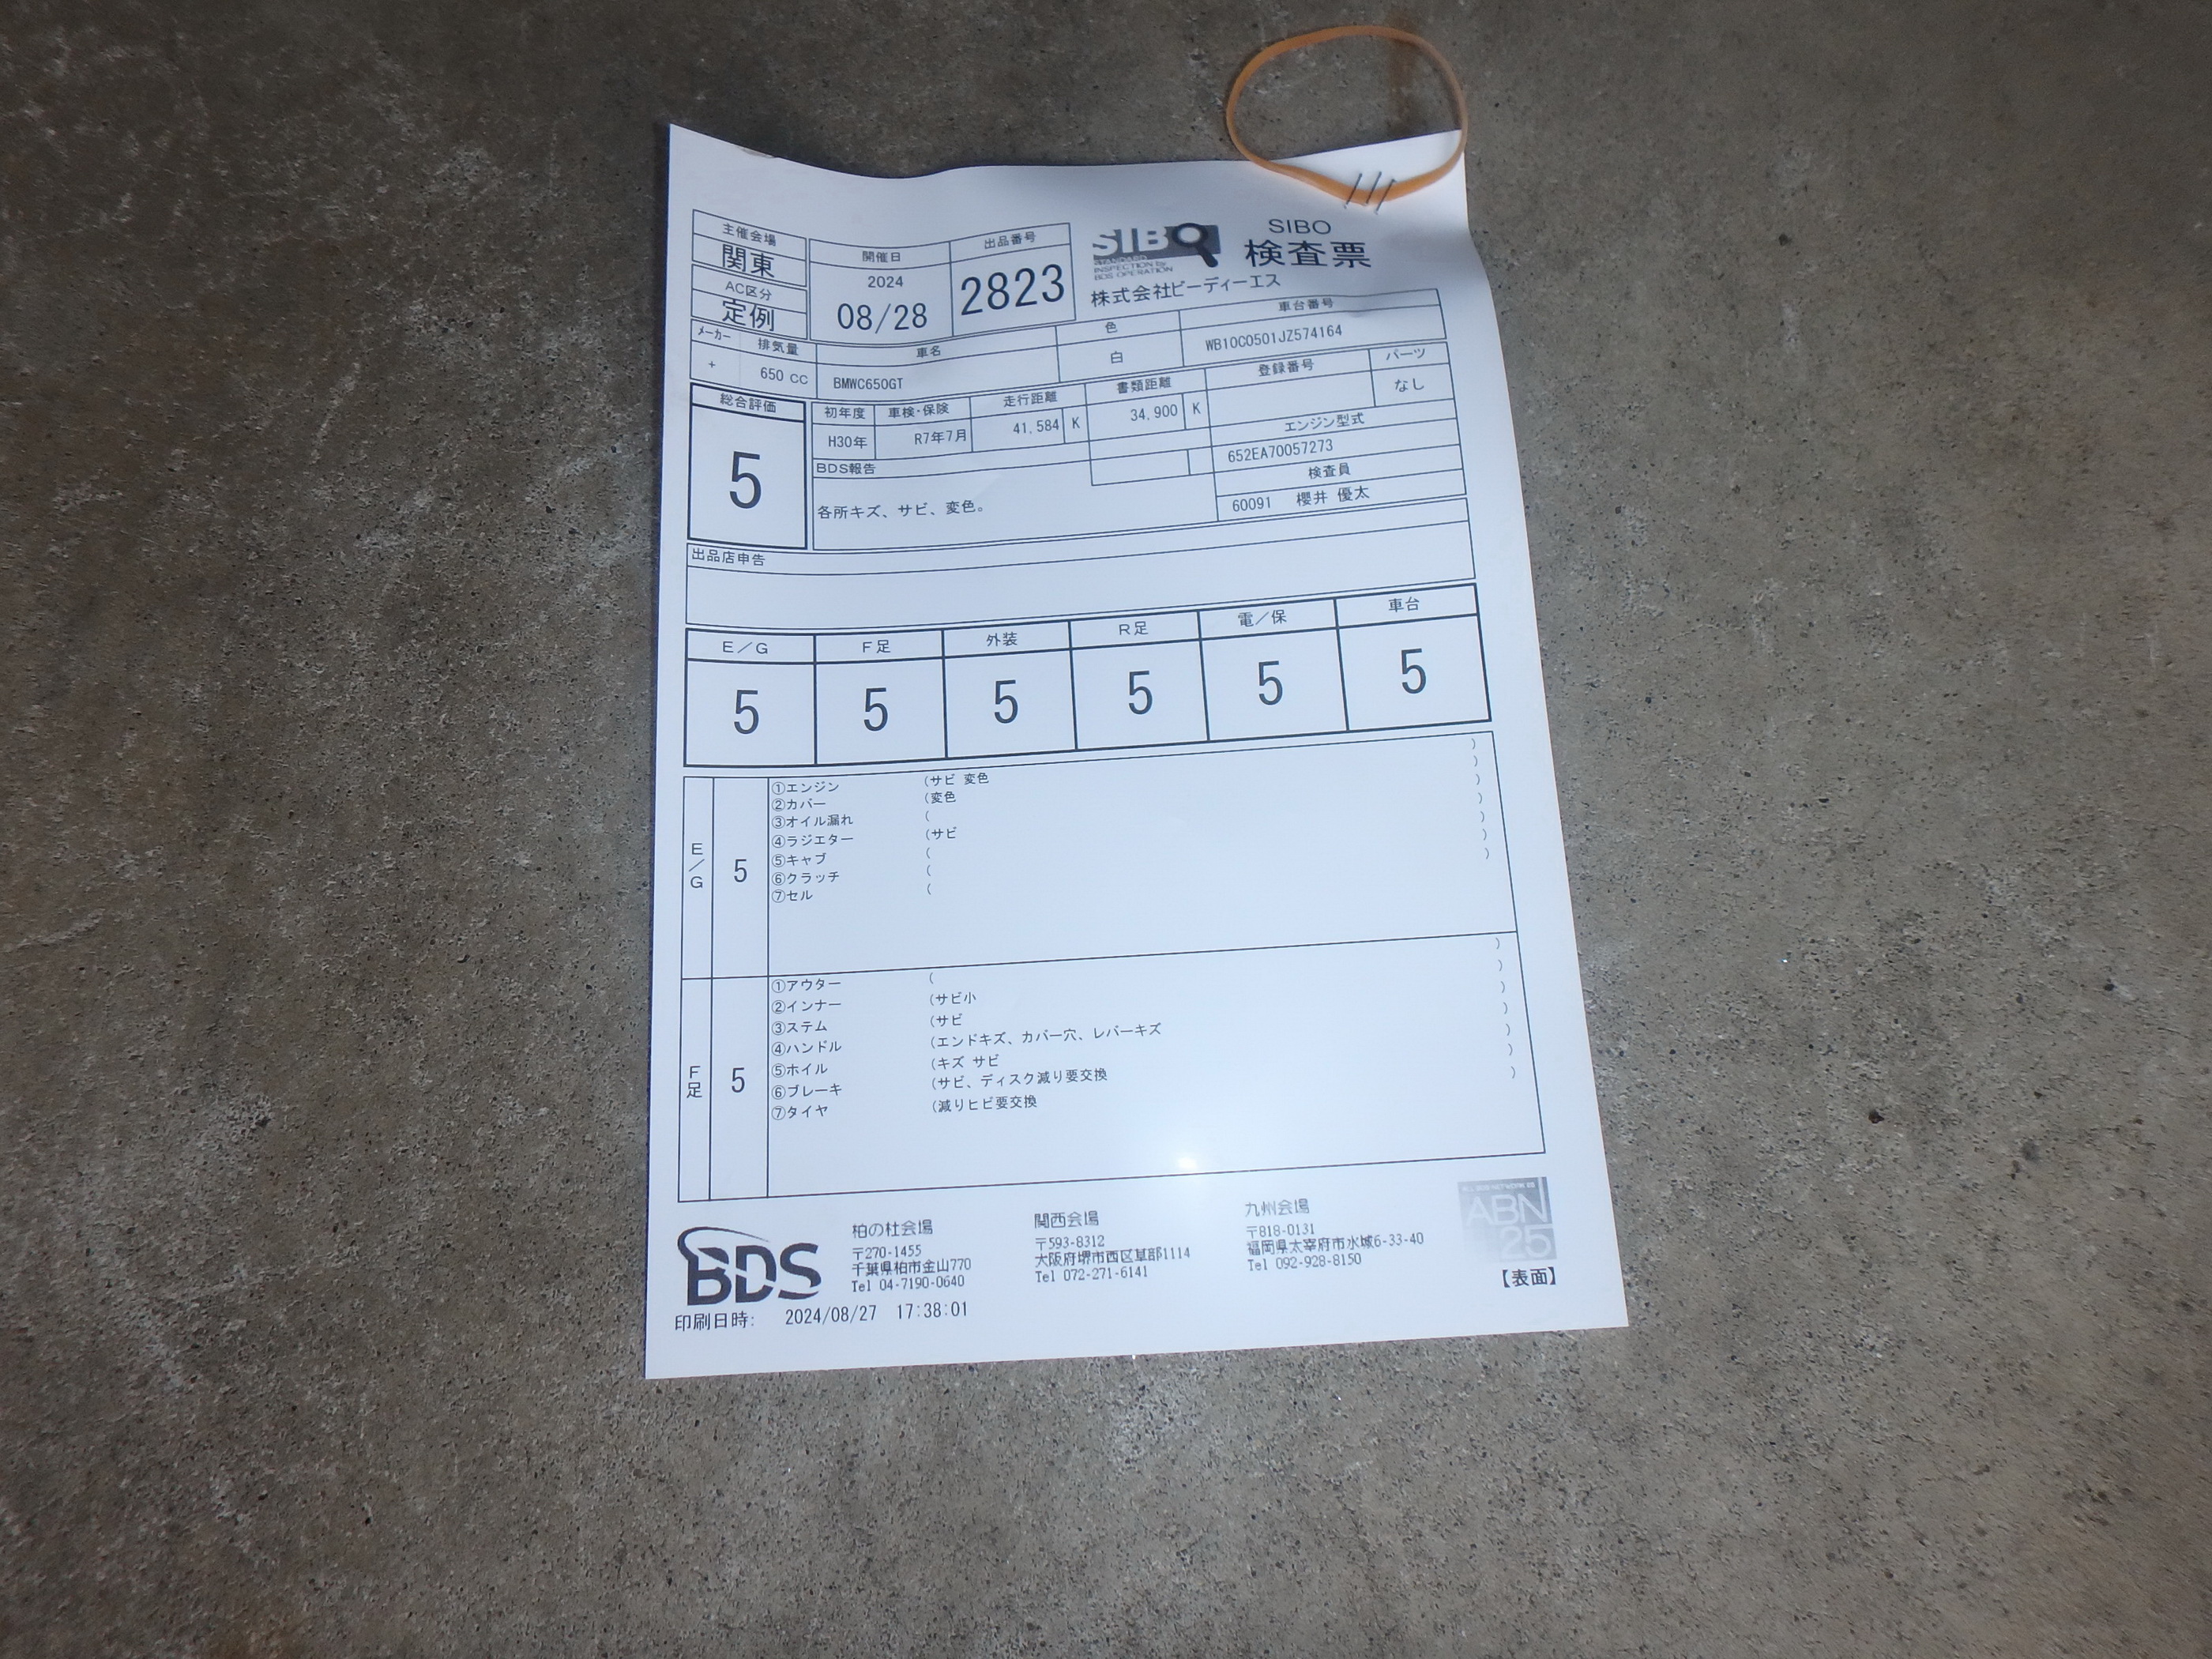 主催会場
関東
AC区分
定例
開催日
2024
08/28
出品番号
2823
SIBO
STANDARD
INSPECTION by
BDS OPERATION
SIBO
検査票
株式会社ビーディーエス
メーカー 排気量 車名 色 車台番号
+ 650 CC BMWC650GT 白 WB10C0501JZ574164
総合評価
5
初年度 車検・保険 走行距離 書類距離 登録番号 パーツ
H30年 R7年7月 41,584 K 34,900 K なし
エンジン型式
652EA70057273
検査員
60091 櫻井 優太
BDS報告
各所キズ、サビ、変色。
出品店申告
E/G F足 外装 R足 電/保 車台
5 5 5 5 5 5
E/G 5
①エンジン (サビ 変色 )
②カバー (変色 )
③オイル漏れ ( )
④ラジエター (サビ )
⑤キャブ ( )
⑥クラッチ ( )
⑦セル ( )
F足 5
①アウター ( )
②インナー (サビ小 )
③ステム (サビ )
④ハンドル (エンドキズ、カバー穴、レバーキズ )
⑤ホイル (キズ サビ )
⑥ブレーキ (サビ、ディスク減り要交換 )
⑦タイヤ (減りヒビ要交換 )
BDS
柏の杜会場
〒270-1455
千葉県柏市金山770
Tel 04-7190-0640
関西会場
〒593-8312
大阪府堺市西区草部1114
Tel 072-271-6141
九州会場
〒818-0131
福岡県太宰府市水城6-33-40
Tel 092-928-8150
ABN
25
【表面】
印刷日時: 2024/08/27 17:38:01